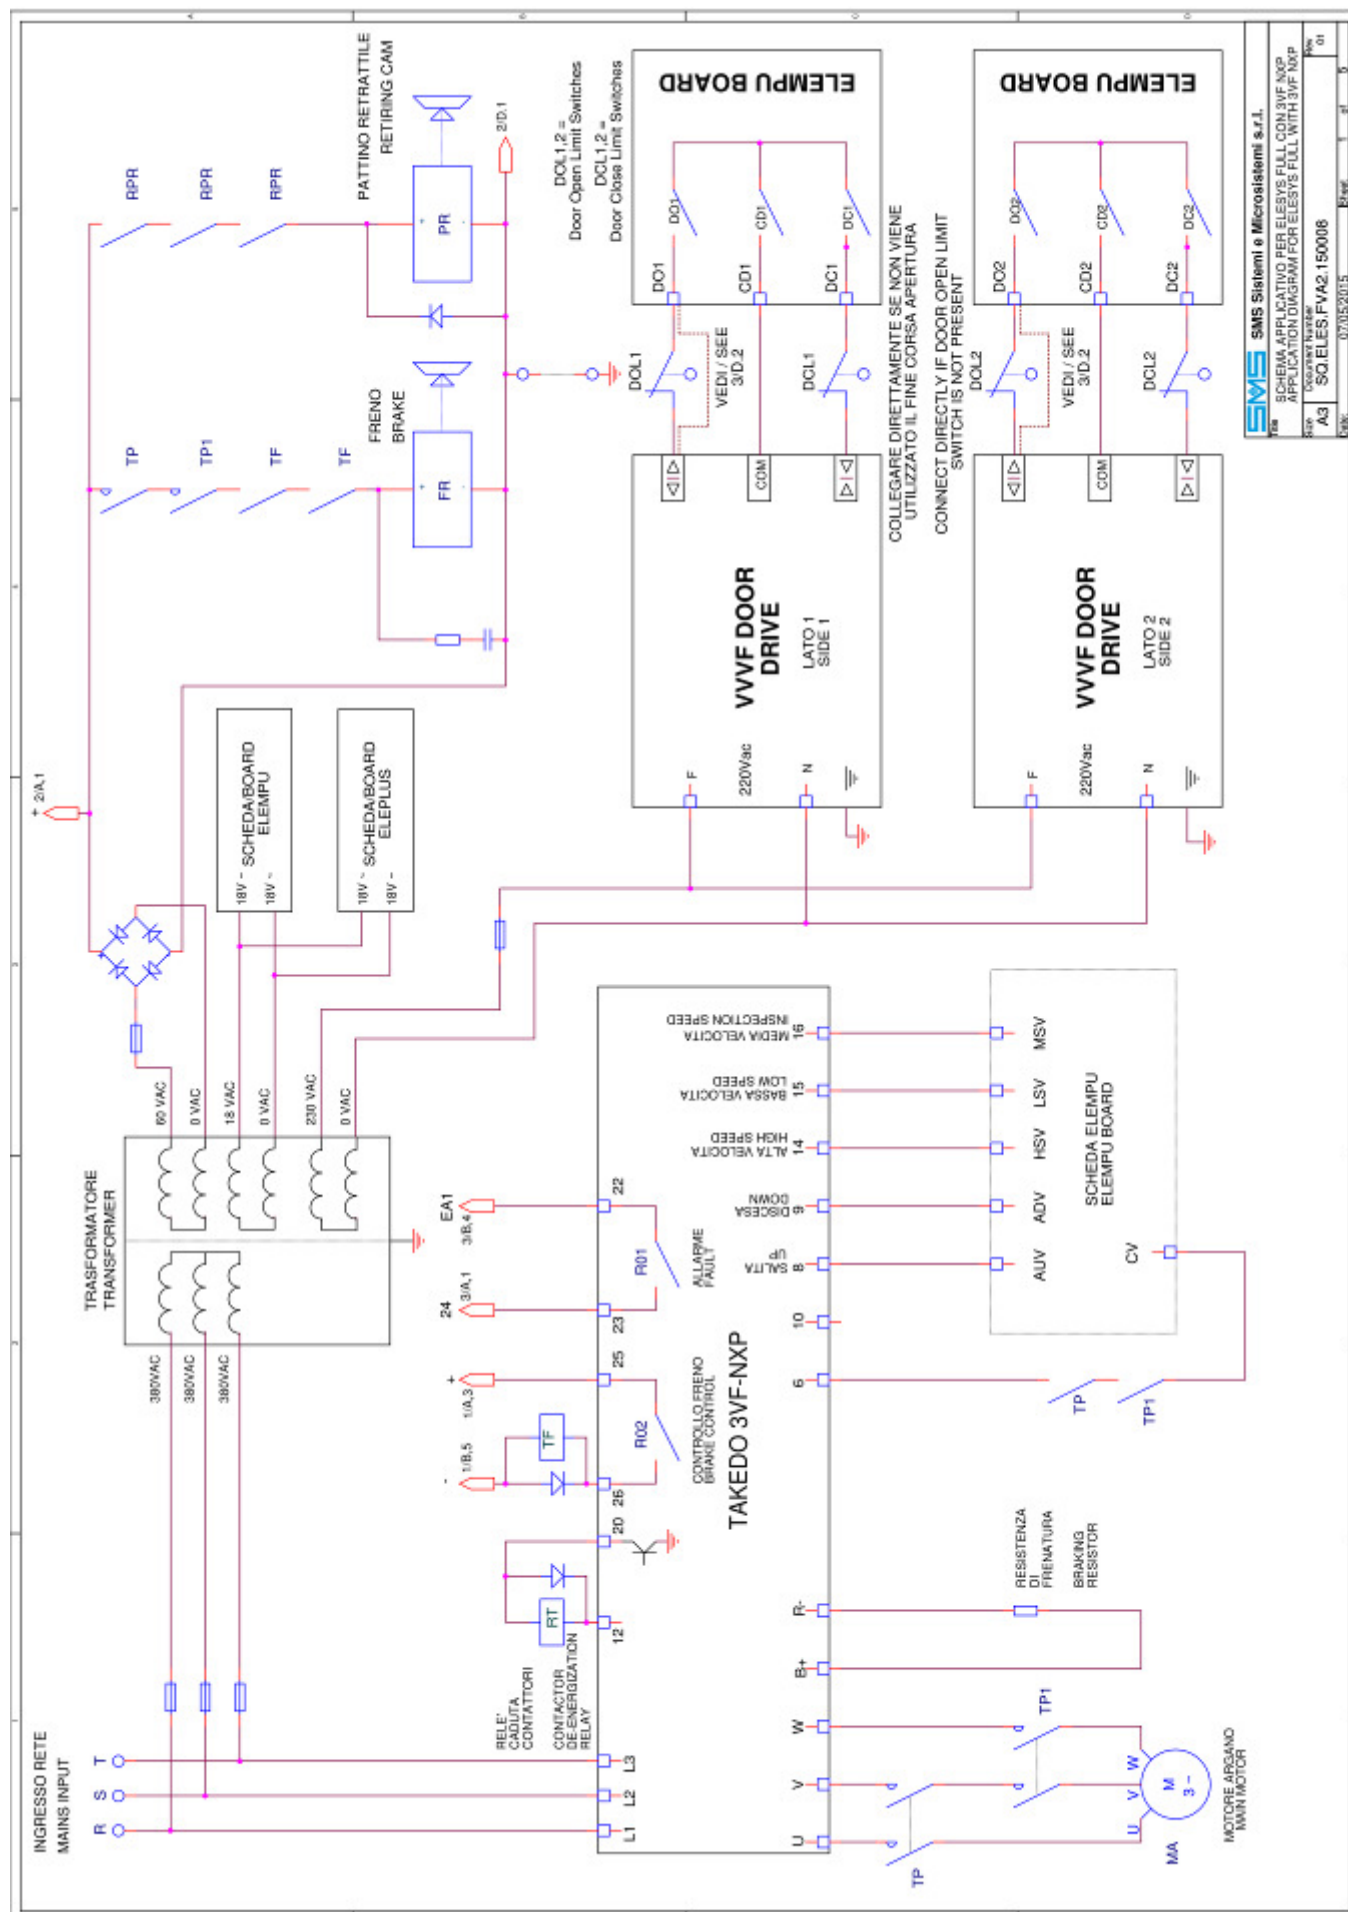 INGRESSO RETE
MAINS INPUT
R
S
T
380VAC
380VAC
380VAC
TRASFORMATORE
TRANSFORMER
60 VAC
0 VAC
18 VAC
0 VAC
230 VAC
0 VAC
+ 2/A,1
18V ~
18V ~
SCHEDA/BOARD
ELEMPU
18V ~
18V ~
SCHEDA/BOARD
ELEPLUS
TP
TP1
TF
TF
FRENO
BRAKE
FR
RPR
RPR
RPR
PATTINO RETRATTILE
RETIRING CAM
PR
2/D.1
DOL1,2 =
Door Open Limit Switches
DCL1,2 =
Door Close Limit Switches
RELE'
CADUTA
CONTATTORI
CONTACTOR
DE-ENERGIZATION
RELAY
RT
TF
-
1/B,5
+
1/A,3
24
3/A,1
EA1
3/B,4
L1
L2
L3
12
20
26
25
23
22
R02
CONTROLLO FRENO
BRAKE CONTROL
R01
ALLARME
FAULT
TAKEDO 3VF-NXP
SALITA
UP
DISCESA
DOWN
ALTA VELOCITA
HIGH SPEED
BASSA VELOCITA
LOW SPEED
MEDIA VELOCITA
INSPECTION SPEED
U
V
W
B+
R-
6
10
8
9
14
15
16
TP
TP1
U
V
W
M
3 ~
MA
MOTORE ARGANO
MAIN MOTOR
RESISTENZA
DI
FRENATURA
BRAKING
RESISTOR
TP
TP1
CV
AUV
ADV
HSV
LSV
MSV
SCHEDA ELEMPU
ELEMPU BOARD
220Vac
F
N
VVVF DOOR
DRIVE
LATO 1
SIDE 1
COM
DOL1
VEDI / SEE
3/D.2
DCL1
DO1
CD1
DC1
DO1
CD1
DC1
ELEMPU BOARD
COLLEGARE DIRETTAMENTE SE NON VIENE
UTILIZZATO IL FINE CORSA APERTURA
CONNECT DIRECTLY IF DOOR OPEN LIMIT
SWITCH IS NOT PRESENT
220Vac
F
N
VVVF DOOR
DRIVE
LATO 2
SIDE 2
COM
DOL2
VEDI / SEE
3/D.2
DCL2
DO2
CD2
DC2
DO2
CD2
DC2
ELEMPU BOARD
SMS SMS Sistemi e Microsistemi s.r.l.
Title
SCHEMA APPLICATIVO PER ELESYS FULL CON 3VF NXP
APPLICATION DIAGRAM FOR ELESYS FULL WITH 3VF NXP
Size
A3
Document Number
SQ.ELES.FVA2.150008
Rev
01
Date:
07/05/2015
Sheet
1 of 5